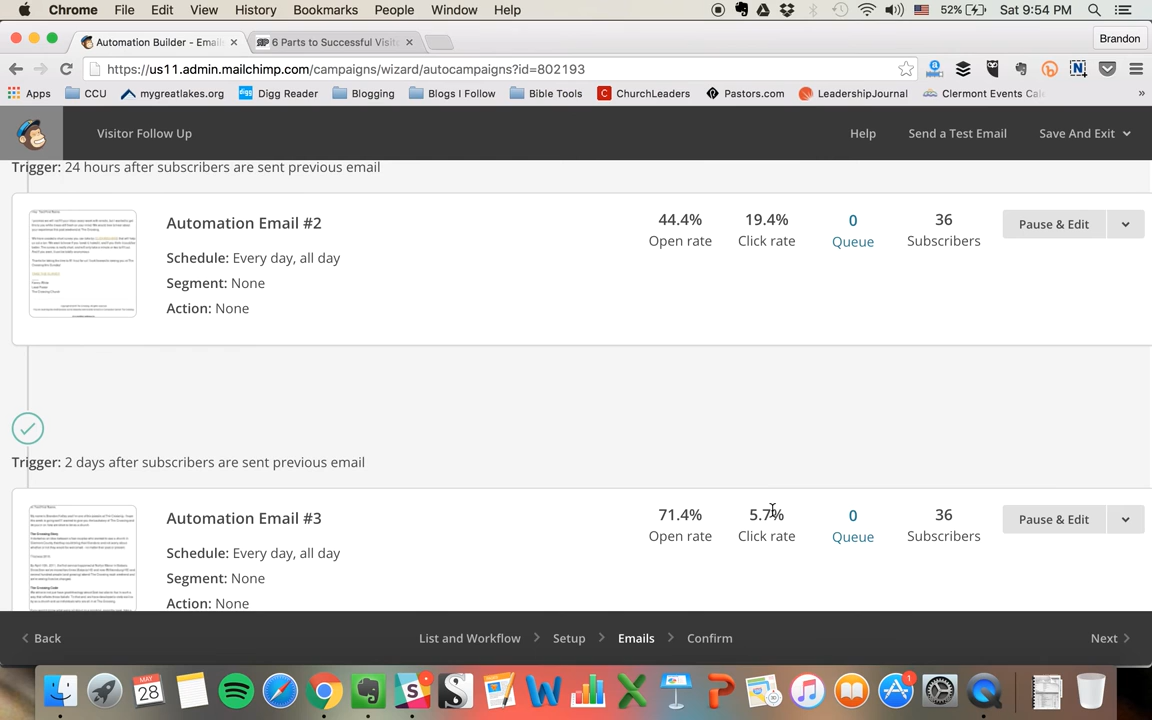 Chrome File Edit View History Bookmarks People Window Help 52% Sat 9:54 PM
Automation Builder - Email 6 Parts to Successful Visit Brandon
https://us11.admin.mailchimp.com/campaigns/wizard/autocampaigns?id=802193
Apps CCU mygreatlakes.org Digg Reader Blogging Blogs I Follow Bible Tools ChurchLeaders Pastors.com LeadershipJournal Clermont Events Cal »
Visitor Follow Up Help Send a Test Email Save And Exit
Trigger: 24 hours after subscribers are sent previous email
Automation Email #2 44.4% 19.4% 0 36 Pause & Edit
Open rate Click rate Queue Subscribers
Schedule: Every day, all day
Segment: None
Action: None
Trigger: 2 days after subscribers are sent previous email
Automation Email #3 71.4% 5.7% 0 36 Pause & Edit
Open rate Click rate Queue Subscribers
Schedule: Every day, all day
Segment: None
Action: None
Back List and Workflow Setup Emails Confirm Next
MAY
28
1